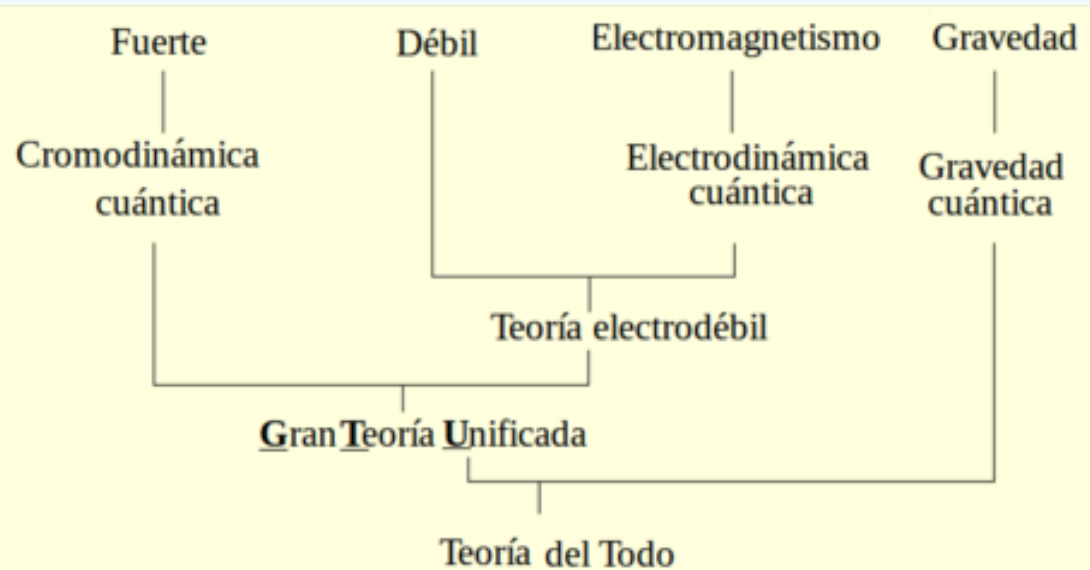 Fuerte
Débil
Electromagnetismo
Gravedad
Cromodinámica
cuántica
Electrodinámica
cuántica
Gravedad
cuántica
Teoría electrodébil
Gran Teoría Unificada
Teoría del Todo